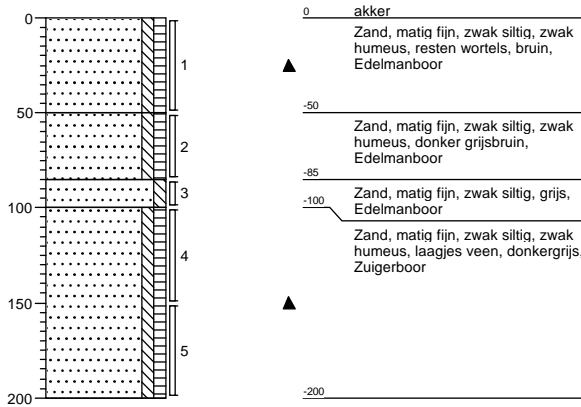 0
50
100
150
200
1
2
3
4
5
0 akker
Zand, matig fijn, zwak siltig, zwak
humeus, resten wortels, bruin,
Edelmanboor
-50
Zand, matig fijn, zwak siltig, zwak
humeus, donker grijsbruin,
Edelmanboor
-85
Zand, matig fijn, zwak siltig, grijs,
Edelmanboor
-100
Zand, matig fijn, zwak siltig, zwak
humeus, laagjes veen, donkergrijs,
Zuigerboor
-200